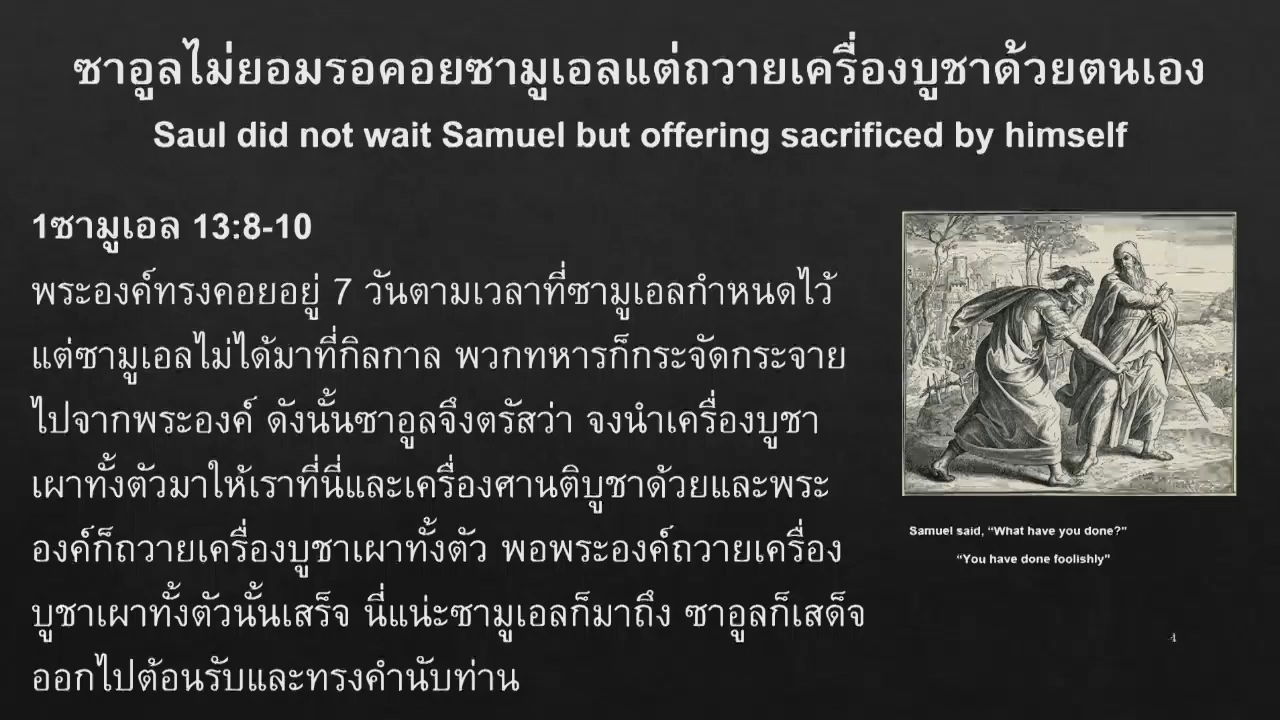 ซาอูลไม่ยอมรอคอยซามูเอลแต่ถวายเครื่องบูชาด้วยตนเอง
Saul did not wait Samuel but offering sacrificed by himself
1ซามูเอล 13:8-10
พระองค์ทรงคอยอยู่ 7 วันตามเวลาที่ซามูเอลกำหนดไว้
แต่ซามูเอลไม่ได้มาที่กิลกาล พวกทหารก็กระจัดกระจาย
ไปจากพระองค์ ดังนั้นซาอูลจึงตรัสว่า จงนำเครื่องบูชา
เผาทั้งตัวมาให้เราที่นี่และเครื่องศานติบูชาด้วยและพระ
องค์ก็ถวายเครื่องบูชาเผาทั้งตัว พอพระองค์ถวายเครื่อง
บูชาเผาทั้งตัวนั้นเสร็จ นี่แน่ะซามูเอลก็มาถึง ซาอูลก็เสด็จ
ออกไปต้อนรับและทรงคำนับท่าน
Samuel said, “What have you done?”
“You have done foolishly”
4